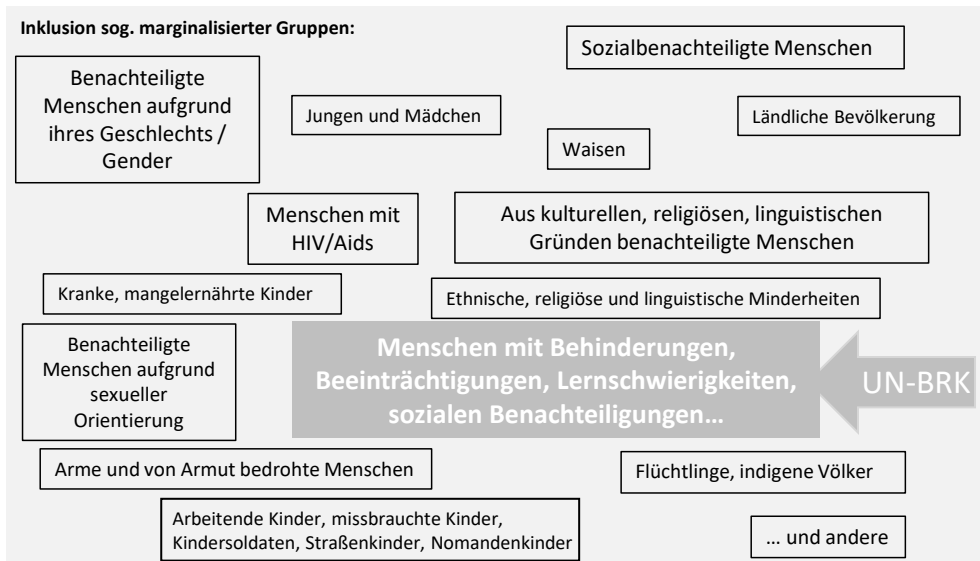 Inklusion sog. marginalisierter Gruppen:
Sozialbenachteiligte Menschen
Benachteiligte
Menschen aufgrund
ihres Geschlechts /
Gender
Jungen und Mädchen
Ländliche Bevölkerung
Waisen
Menschen mit
HIV/Aids
Aus kulturellen, religiösen, linguistischen
Gründen benachteiligte Menschen
Kranke, mangelernährte Kinder
Ethnische, religiöse und linguistische Minderheiten
Benachteiligte
Menschen aufgrund
sexueller
Orientierung
Menschen mit Behinderungen,
Beeinträchtigungen, Lernschwierigkeiten,
sozialen Benachteiligungen…
UN-BRK
Arme und von Armut bedrohte Menschen
Flüchtlinge, indigene Völker
Arbeitende Kinder, missbrauchte Kinder,
Kindersoldaten, Straßenkinder, Nomandenkinder
… und andere